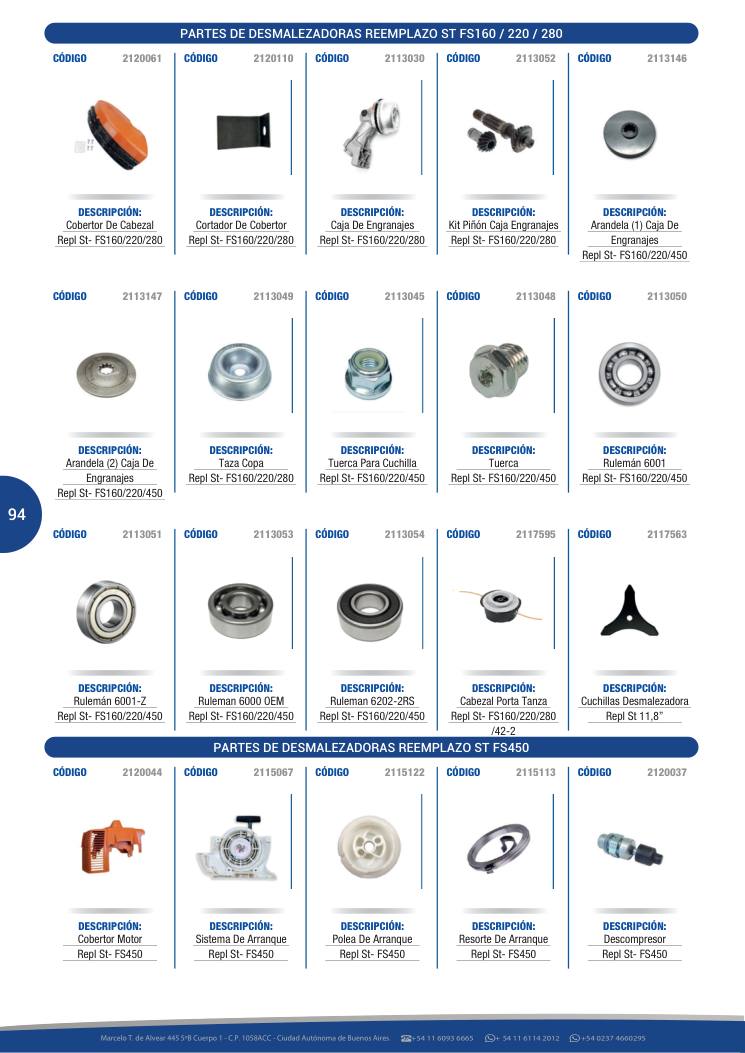 PARTES DE DESMALEZADORAS REEMPLAZO ST FS160 / 220 / 280
CÓDIGO 2120061
DESCRIPCIÓN:
Cobertor De Cabezal
Repl St- FS160/220/280
CÓDIGO 2120110
DESCRIPCIÓN:
Cortador De Cobertor
Repl St- FS160/220/280
CÓDIGO 2113030
DESCRIPCIÓN:
Caja De Engranajes
Repl St- FS160/220/280
CÓDIGO 2113052
DESCRIPCIÓN:
Kit Piñón Caja Engranajes
Repl St- FS160/220/280
CÓDIGO 2113146
DESCRIPCIÓN:
Arandela (1) Caja De
Engranajes
Repl St- FS160/220/450
CÓDIGO 2113147
DESCRIPCIÓN:
Arandela (2) Caja De
Engranajes
Repl St- FS160/220/450
CÓDIGO 2113049
DESCRIPCIÓN:
Taza Copa
Repl St- FS160/220/280
CÓDIGO 2113045
DESCRIPCIÓN:
Tuerca Para Cuchilla
Repl St- FS160/220/450
CÓDIGO 2113048
DESCRIPCIÓN:
Tuerca
Repl St- FS160/220/450
CÓDIGO 2113050
DESCRIPCIÓN:
Rulemán 6001
Repl St- FS160/220/450
94
CÓDIGO 2113051
DESCRIPCIÓN:
Rulemán 6001-Z
Repl St- FS160/220/450
CÓDIGO 2113053
DESCRIPCIÓN:
Ruleman 6000 OEM
Repl St- FS160/220/450
CÓDIGO 2113054
DESCRIPCIÓN:
Ruleman 6202-2RS
Repl St- FS160/220/450
CÓDIGO 2117595
DESCRIPCIÓN:
Cabezal Porta Tanza
Repl St- FS160/220/280
/42-2
CÓDIGO 2117563
DESCRIPCIÓN:
Cuchillas Desmalezadora
Repl St 11,8”
PARTES DE DESMALEZADORAS REEMPLAZO ST FS450
CÓDIGO 2120044
DESCRIPCIÓN:
Cobertor Motor
Repl St- FS450
CÓDIGO 2115067
DESCRIPCIÓN:
Sistema De Arranque
Repl St- FS450
CÓDIGO 2115122
DESCRIPCIÓN:
Polea De Arranque
Repl St- FS450
CÓDIGO 2115113
DESCRIPCIÓN:
Resorte De Arranque
Repl St- FS450
CÓDIGO 2120037
DESCRIPCIÓN:
Descompresor
Repl St- FS450
Marcelo T. de Alvear 445 5ºB Cuerpo 1 - C.P. 1058ACC - Ciudad Autónoma de Buenos Aires +54 11 6093 6665 + 54 11 6114 2012 +54 0237 4660295